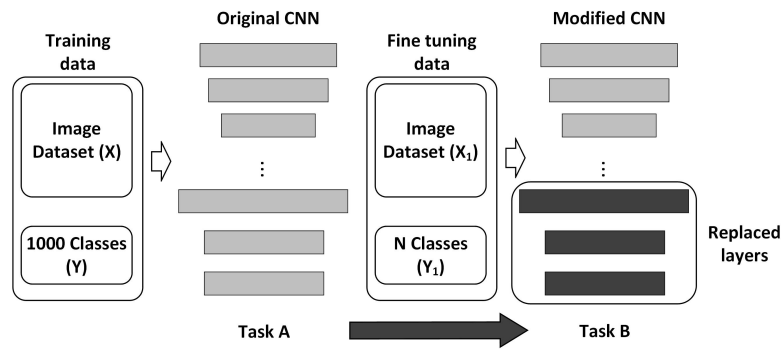 Training
data
Image
Dataset (X)
1000 Classes
(Y)
Original CNN
⋮
Task A
Fine tuning
data
Image
Dataset (X₁)
N Classes
(Y₁)
Modified CNN
⋮
Replaced
layers
Task B